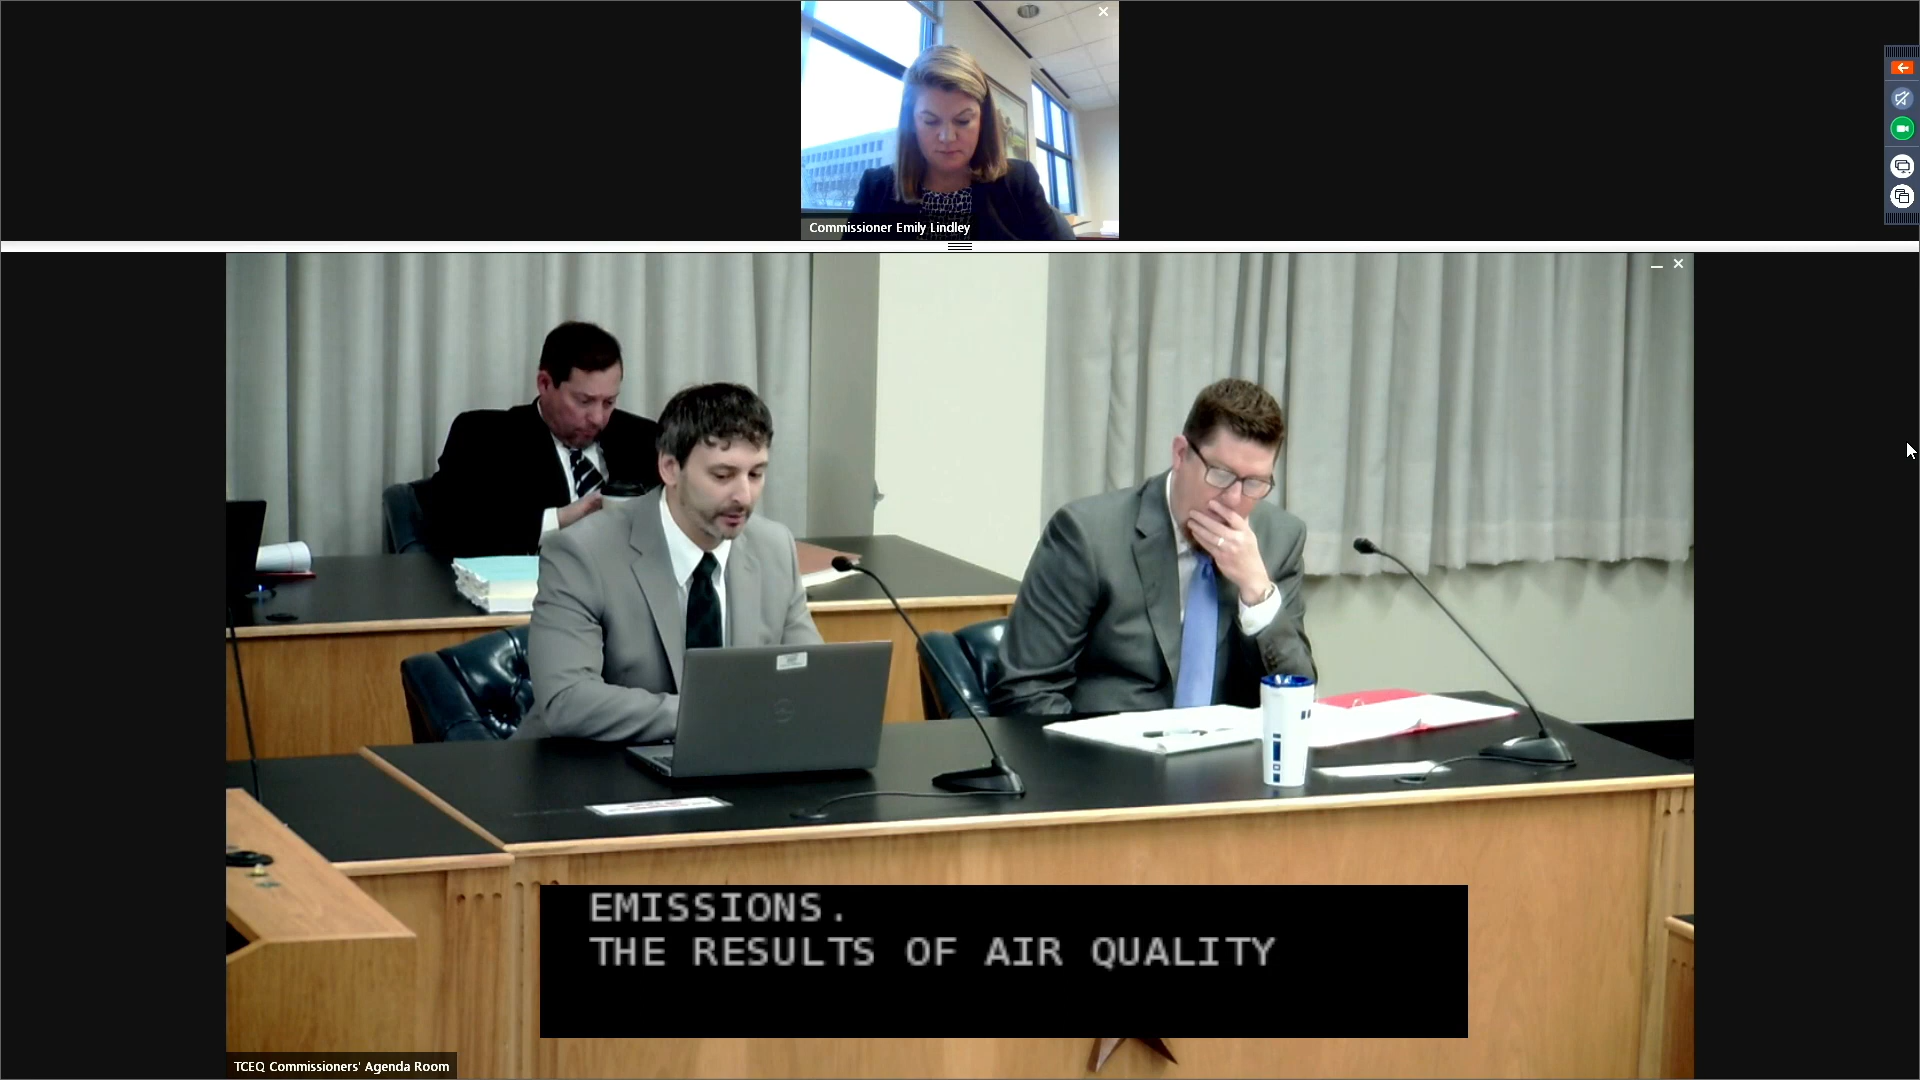 Commissioner Emily Lindley
EMISSIONS.
THE RESULTS OF AIR QUALITY
TCEQ Commissioners' Agenda Room